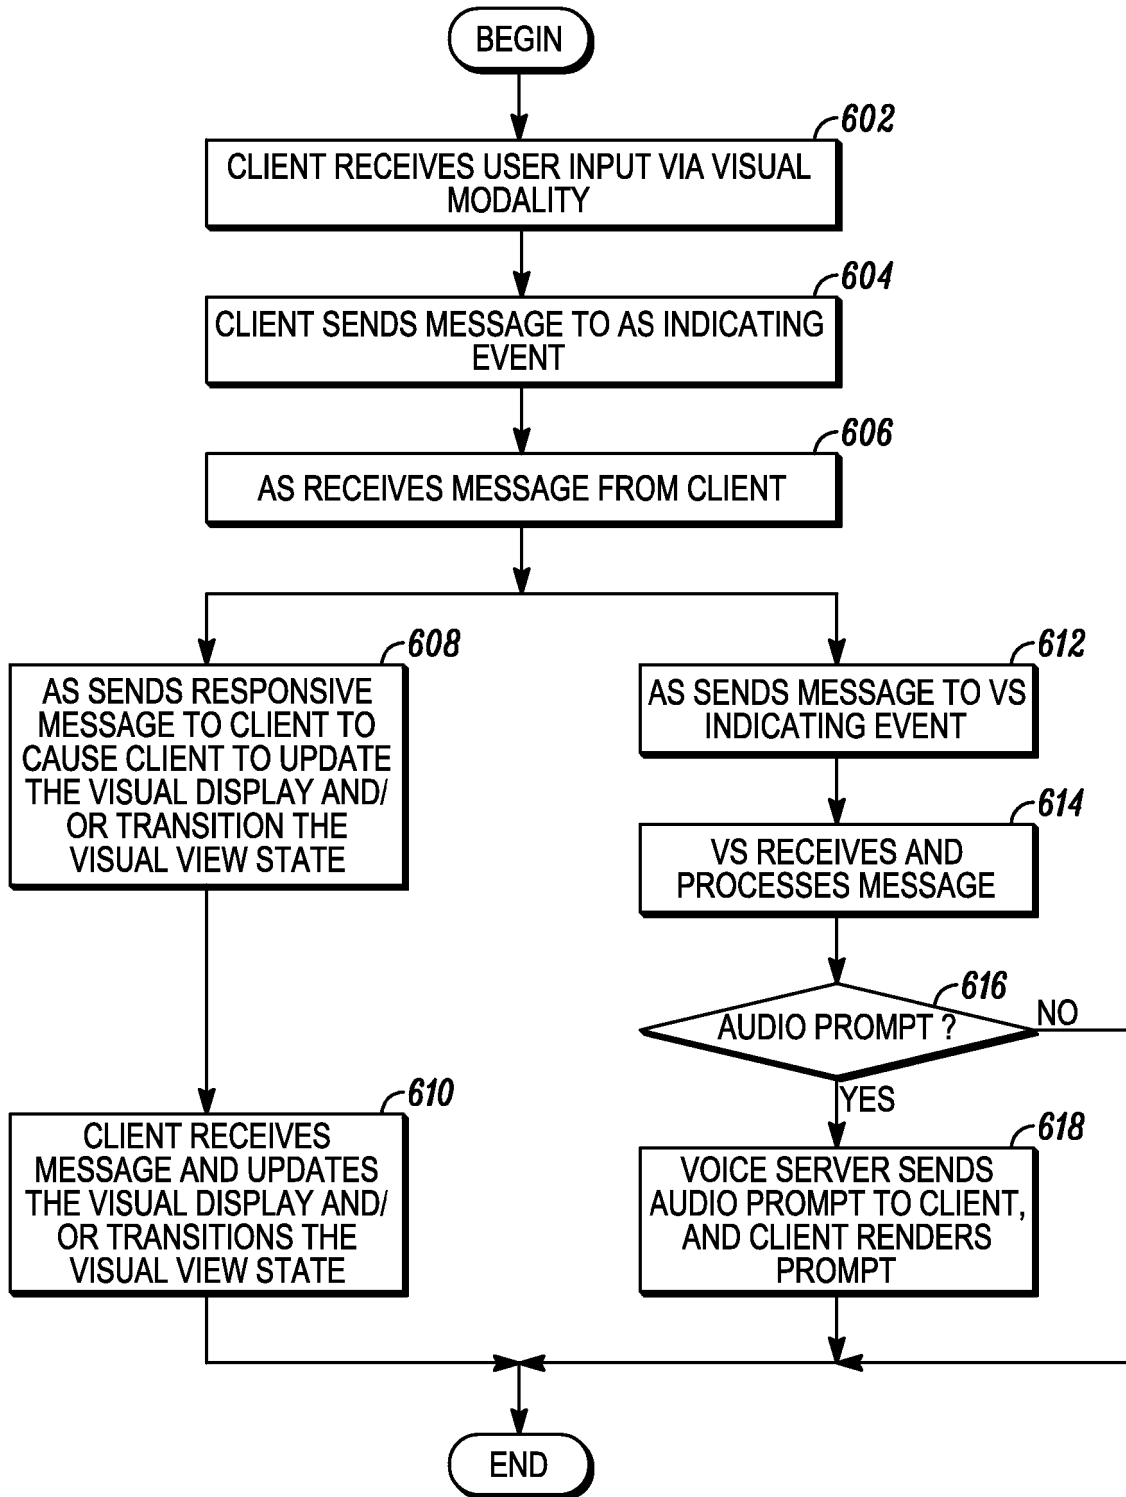 BEGIN
602
CLIENT RECEIVES USER INPUT VIA VISUAL
MODALITY
604
CLIENT SENDS MESSAGE TO AS INDICATING
EVENT
606
AS RECEIVES MESSAGE FROM CLIENT
608
AS SENDS RESPONSIVE
MESSAGE TO CLIENT TO
CAUSE CLIENT TO UPDATE
THE VISUAL DISPLAY AND/
OR TRANSITION THE
VISUAL VIEW STATE
610
CLIENT RECEIVES
MESSAGE AND UPDATES
THE VISUAL DISPLAY AND/
OR TRANSITIONS THE
VISUAL VIEW STATE
612
AS SENDS MESSAGE TO VS
INDICATING EVENT
614
VS RECEIVES AND
PROCESSES MESSAGE
616
AUDIO PROMPT ?
NO
YES
618
VOICE SERVER SENDS
AUDIO PROMPT TO CLIENT,
AND CLIENT RENDERS
PROMPT
END